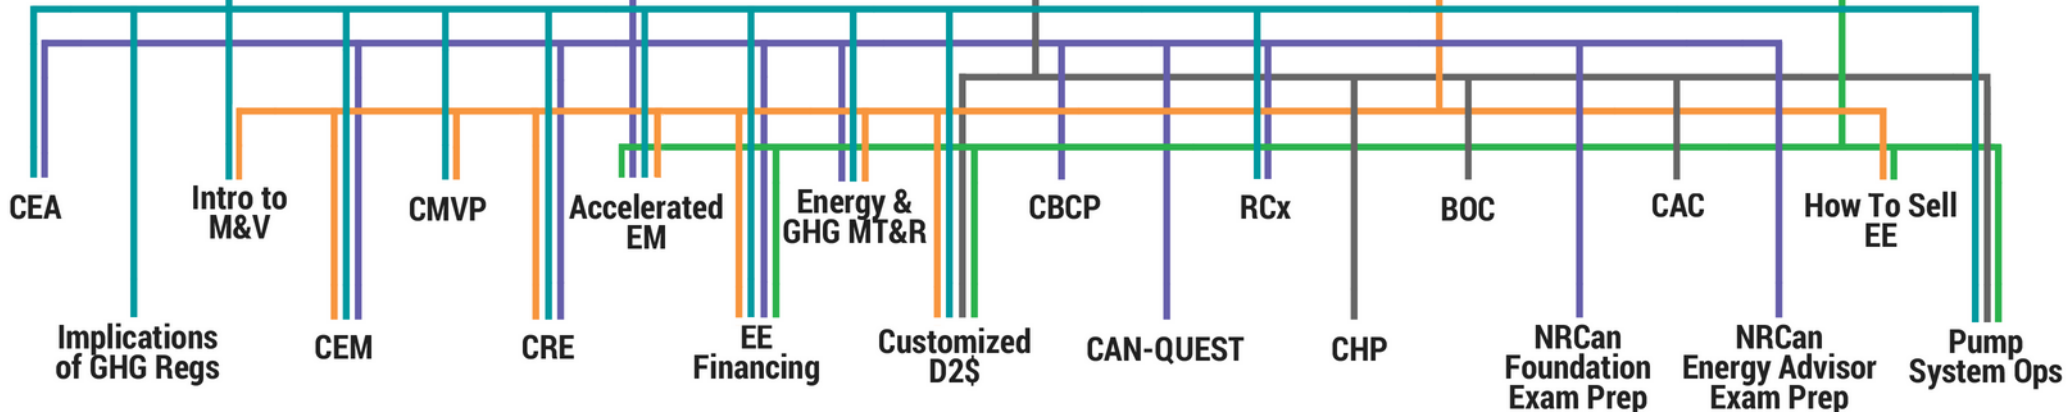 CEA
Intro to
M&V
CMVP
Accelerated
EM
Energy &
GHG MT&R
CBCP
RCx
BOC
CAC
How To Sell
EE
Implications
of GHG Regs
CEM
CRE
EE
Financing
Customized
D2$
CAN-QUEST
CHP
NRCan
Foundation
Exam Prep
NRCan
Energy Advisor
Exam Prep
Pump
System Ops